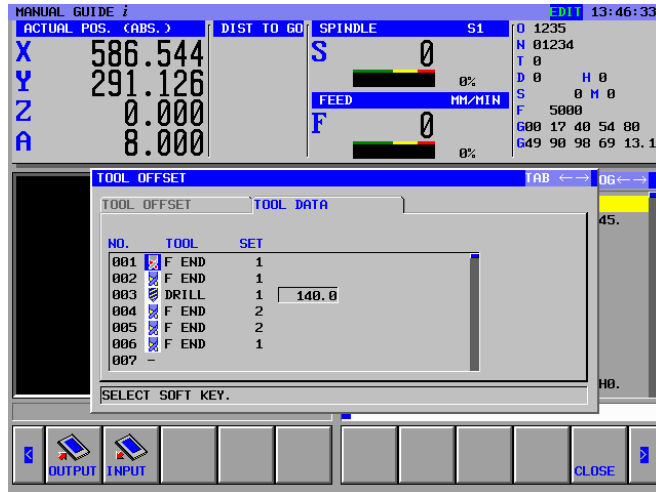 MANUAL GUIDE i EDIT 13:46:33
ACTUAL POS. (ABS.) DIST TO GO SPINDLE S1 O 1235
X 586.544 S 0 N 01234
T 0
Y 291.126 0% D 0 H 0
S 0 M 0
Z 0.000 FEED MM/MIN F 5000
F 0 G00 17 40 54 80
A 8.000 0% G49 90 98 69 13.1
TOOL OFFSET TAB ←→ OG←→
TOOL OFFSET TOOL DATA 45.
NO. TOOL SET
001 F END 1
002 F END 1
003 DRILL 1 140.0
004 F END 2
005 F END 2
006 F END 1
007 -
H0.
SELECT SOFT KEY.
< OUTPUT INPUT CLOSE >